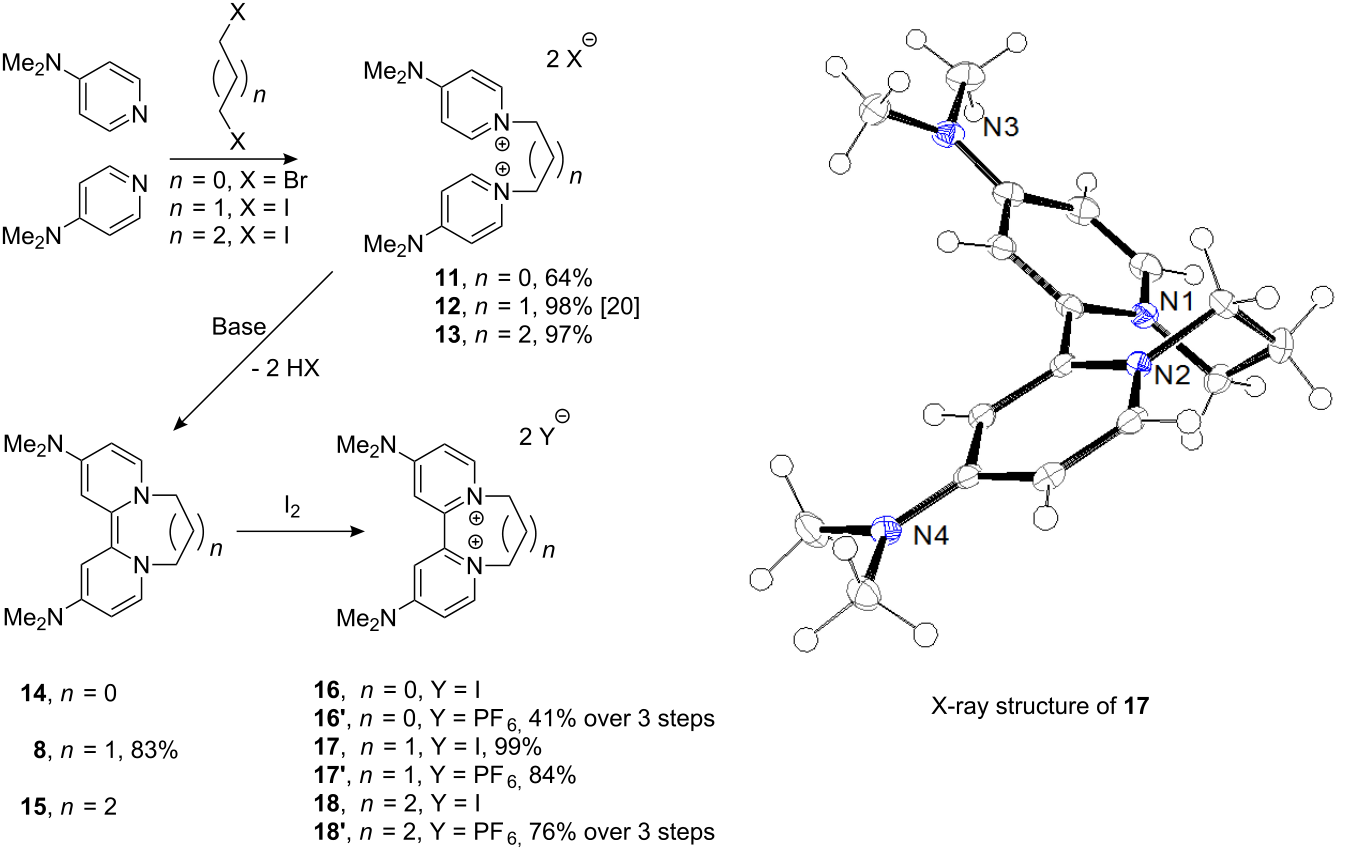 X
Me₂N
N
n
X
N
Me₂N
n = 0, X = Br
n = 1, X = I
n = 2, X = I
2 X⊖
Me₂N
N
⊕
⊕
n
N
Me₂N
11, n = 0, 64%
12, n = 1, 98% [20]
13, n = 2, 97%
Base
- 2 HX
Me₂N
N
n
N
Me₂N
I₂
2 Y⊖
Me₂N
N
⊕
⊕
n
N
Me₂N
14, n = 0
8, n = 1, 83%
15, n = 2
16, n = 0, Y = I
16', n = 0, Y = PF₆, 41% over 3 steps
17, n = 1, Y = I, 99%
17', n = 1, Y = PF₆, 84%
18, n = 2, Y = I
18', n = 2, Y = PF₆, 76% over 3 steps
N3
N1
N2
N4
X-ray structure of 17